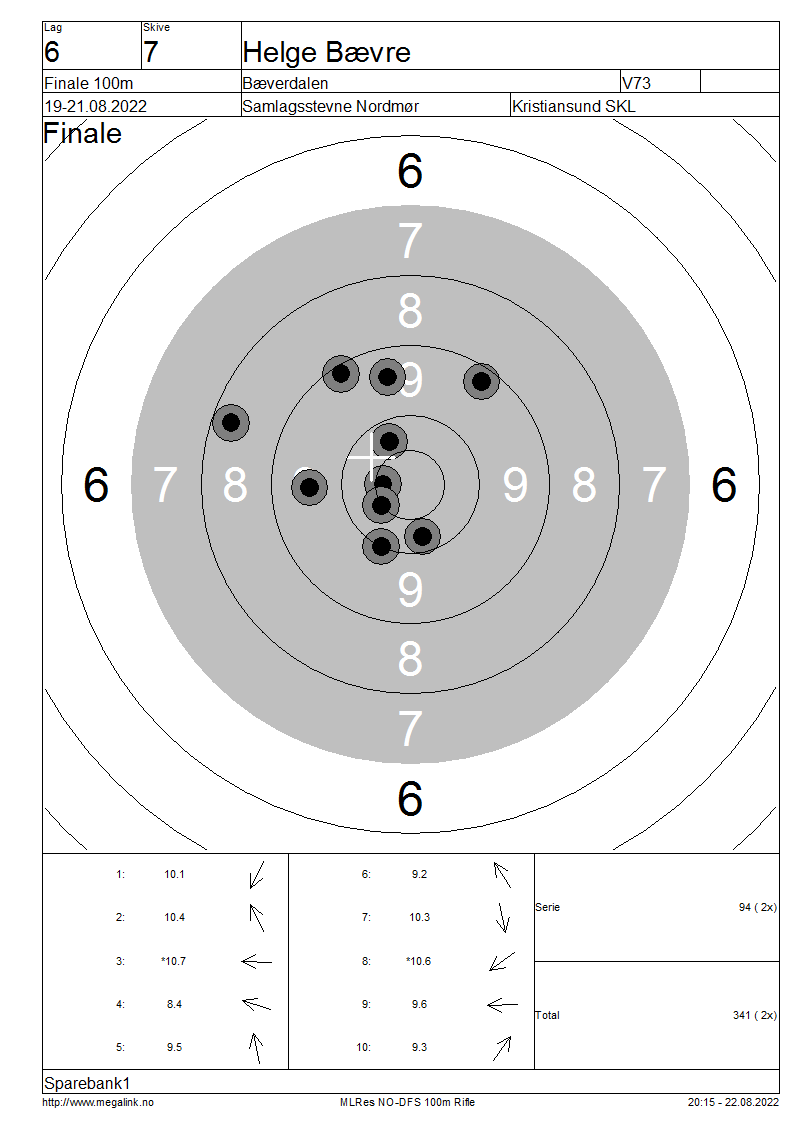 Lag Skive
6 7 Helge Bævre
Finale 100m Bæverdalen V73
19-21.08.2022 Samlagsstevne Nordmør Kristiansund SKL
Finale
6
7
8
9
6 7 8 9 8 7 6
9
8
7
6
1: 10.1 6: 9.2
2: 10.4 7: 10.3
Serie 94 ( 2x)
3: *10.7 8: *10.6
4: 8.4 9: 9.6
Total 341 ( 2x)
5: 9.5 10: 9.3
Sparebank1
http://www.megalink.no MLRes NO-DFS 100m Rifle 20:15 - 22.08.2022